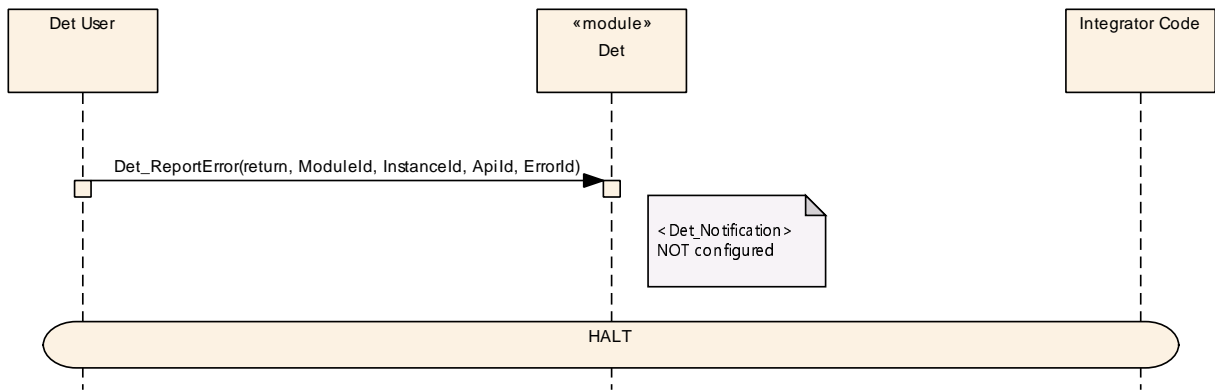 Det User
«module»
Det
Integrator Code
Det_ReportError(return, ModuleId, InstanceId, ApiId, ErrorId)
<Det_Notification>
NOT configured
HALT